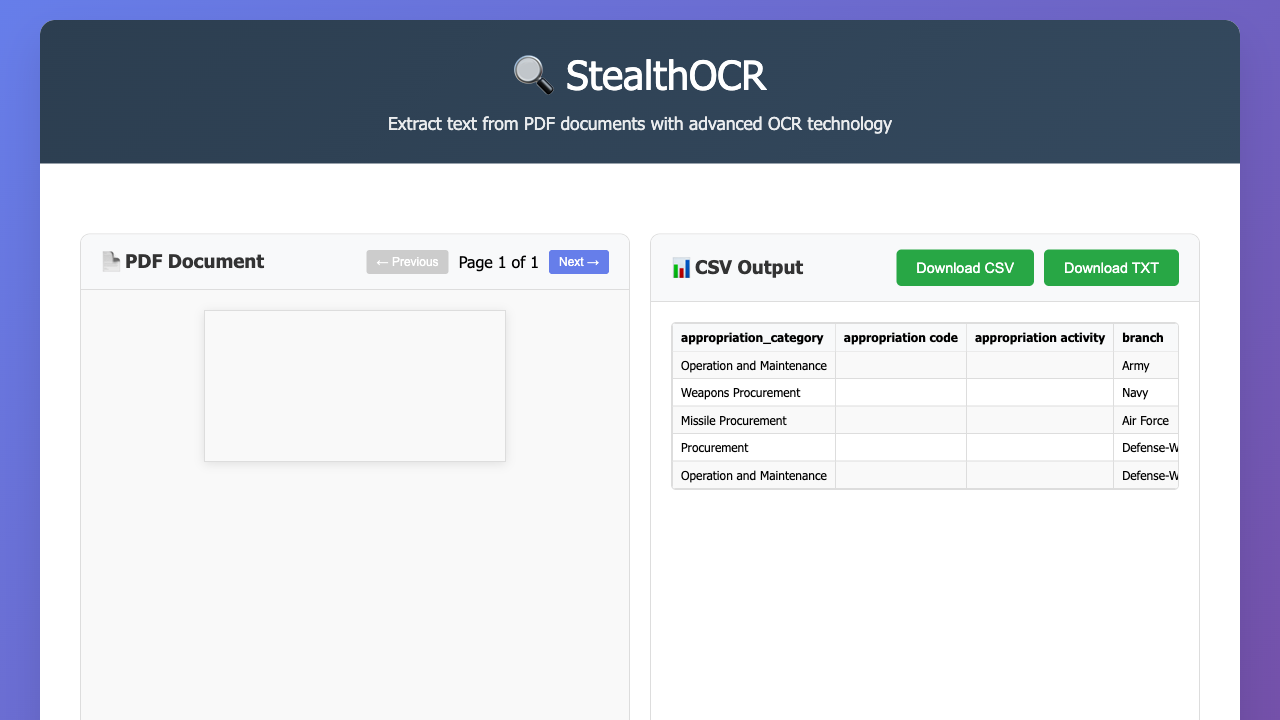 StealthOCR
Extract text from PDF documents with advanced OCR technology
PDF Document
← Previous
Page 1 of 1
Next →
CSV Output
Download CSV
Download TXT
appropriation_category appropriation code appropriation activity branch
Operation and Maintenance Army
Weapons Procurement Navy
Missile Procurement Air Force
Procurement Defense-W
Operation and Maintenance Defense-W